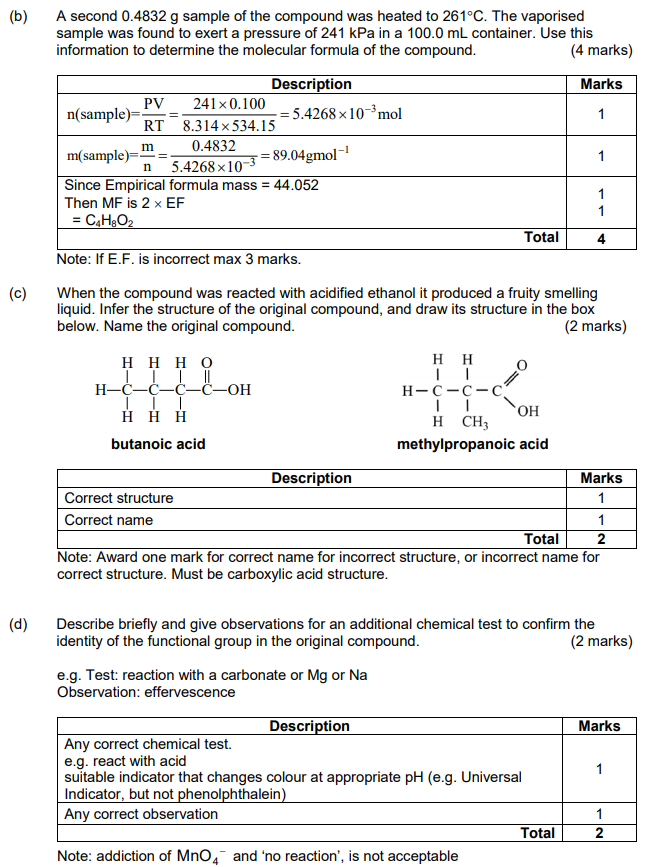 (b) A second 0.4832 g sample of the compound was heated to 261°C. The vaporised
sample was found to exert a pressure of 241 kPa in a 100.0 mL container. Use this
information to determine the molecular formula of the compound. (4 marks)
Description Marks
n(sample)= PV/RT = 241×0.100/8.314×534.15 = 5.4268×10⁻³mol 1
m(sample)= m/n = 0.4832/5.4268×10⁻³ = 89.04gmol⁻¹ 1
Since Empirical formula mass = 44.052
Then MF is 2 × EF 1
= C₄H₈O₂ 1
Total 4
Note: If E.F. is incorrect max 3 marks.
(c) When the compound was reacted with acidified ethanol it produced a fruity smelling
liquid. Infer the structure of the original compound, and draw its structure in the box
below. Name the original compound. (2 marks)
H H H O
H–C–C–C–C–OH
H H H
butanoic acid
H H O
H–C–C–C
OH
H CH₃
methylpropanoic acid
Description Marks
Correct structure 1
Correct name 1
Total 2
Note: Award one mark for correct name for incorrect structure, or incorrect name for
correct structure. Must be carboxylic acid structure.
(d) Describe briefly and give observations for an additional chemical test to confirm the
identity of the functional group in the original compound. (2 marks)
e.g. Test: reaction with a carbonate or Mg or Na
Observation: effervescence
Description Marks
Any correct chemical test.
e.g. react with acid
suitable indicator that changes colour at appropriate pH (e.g. Universal
Indicator, but not phenolphthalein) 1
Any correct observation 1
Total 2
Note: addiction of MnO₄⁻ and 'no reaction', is not acceptable